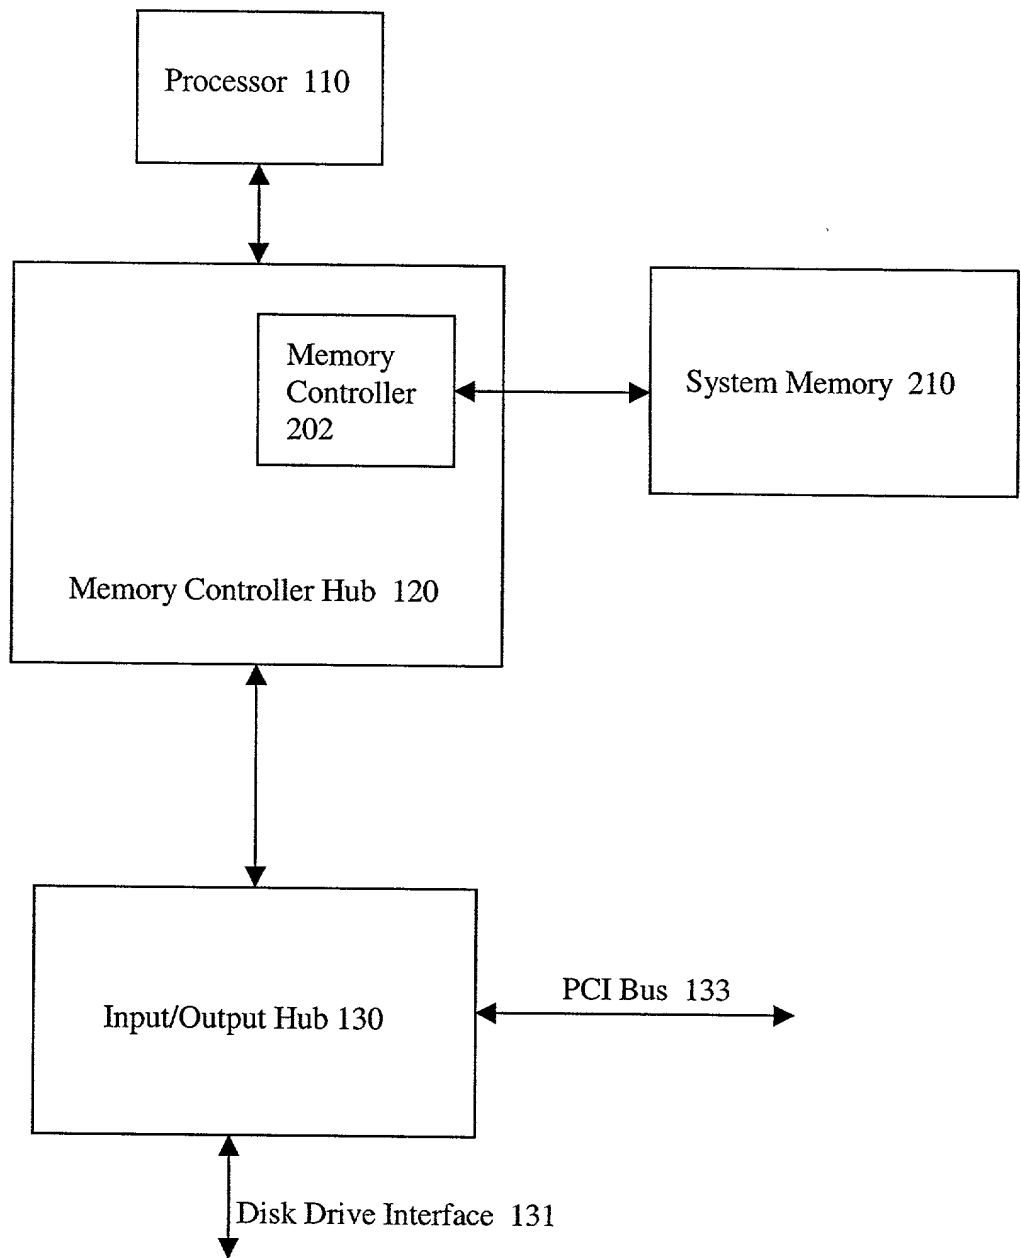 Processor 110
Memory
Controller
202
System Memory 210
Memory Controller Hub 120
Input/Output Hub 130
PCI Bus 133
Disk Drive Interface 131